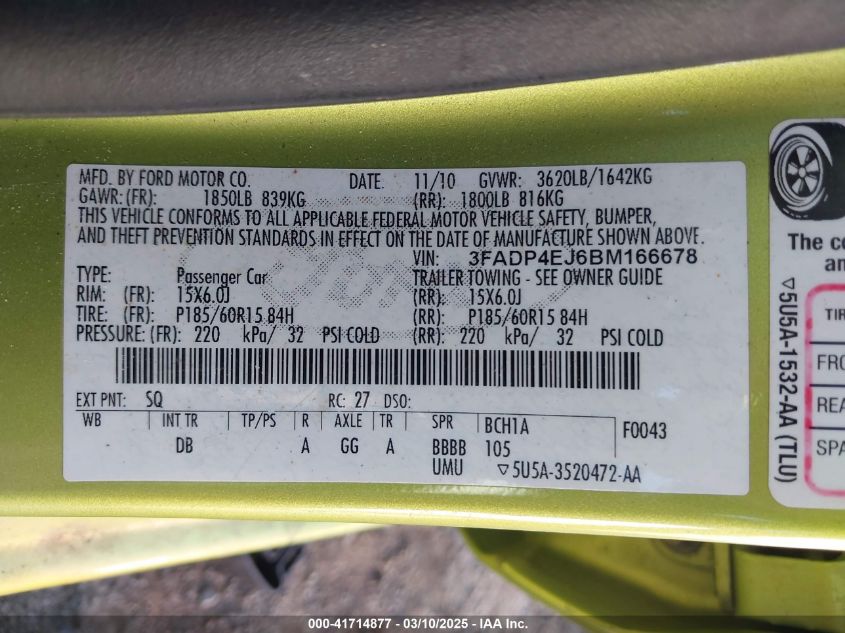 MFD. BY FORD MOTOR CO. DATE: 11/10 GVWR: 3620LB/1642KG
GAWR: (FR): 1850LB 839KG (RR): 1800LB 816KG
THIS VEHICLE CONFORMS TO ALL APPLICABLE FEDERAL MOTOR VEHICLE SAFETY, BUMPER,
AND THEFT PREVENTION STANDARDS IN EFFECT ON THE DATE OF MANUFACTURE SHOWN ABOVE.
VIN: 3FADP4EJ6BM166678
TYPE: Passenger Car TRAILER TOWING - SEE OWNER GUIDE
RIM: (FR): 15X6.0J (RR): 15X6.0J
TIRE: (FR): P185/60R15 84H (RR): P185/60R15 84H
PRESSURE: (FR): 220 kPa/ 32 PSI COLD (RR): 220 kPa/ 32 PSI COLD
EXT PNT: SQ RC: 27 DSO:
WB INT TR TP/PS R AXLE TR SPR BCH1A F0043
DB A GG A BBBB 105
UMU ▽5U5A-3520472-AA
The co
an
▽5U5A-1532-AA (TLU)
TIR
FRO
REA
SPA
000-41714877 - 03/10/2025 - IAA Inc.